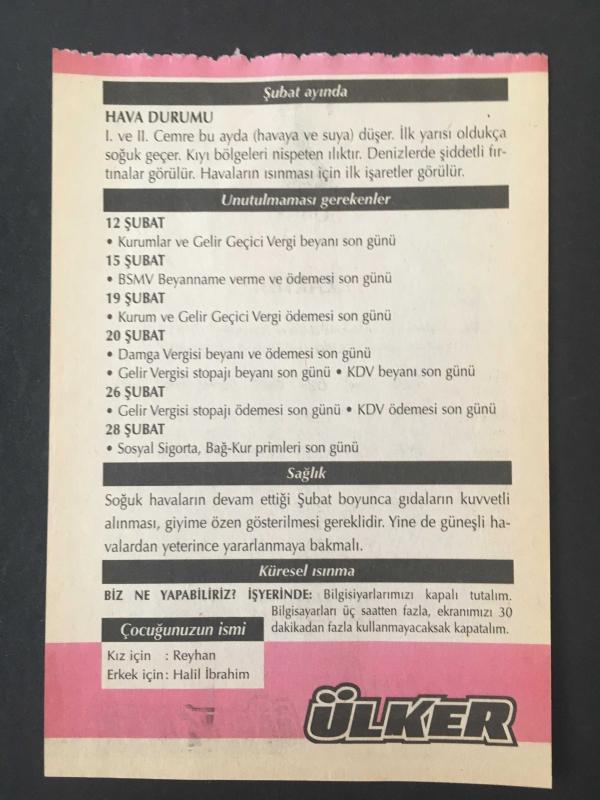 Şubat ayında
HAVA DURUMU
I. ve II. Cemre bu ayda (havaya ve suya) düşer. İlk yarısı oldukça
soğuk geçer. Kıyı bölgeleri nispeten ılıktır. Denizlerde şiddetli fır-
tınalar görülür. Havaların ısınması için ilk işaretler görülür.
Unutulmaması gerekenler
12 ŞUBAT
• Kurumlar ve Gelir Geçici Vergi beyanı son günü
15 ŞUBAT
• BSMV Beyanname verme ve ödemesi son günü
19 ŞUBAT
• Kurum ve Gelir Geçici Vergi ödemesi son günü
20 ŞUBAT
• Damga Vergisi beyanı ve ödemesi son günü
• Gelir Vergisi stopajı beyanı son günü • KDV beyanı son günü
26 ŞUBAT
• Gelir Vergisi stopajı ödemesi son günü • KDV ödemesi son günü
28 ŞUBAT
• Sosyal Sigorta, Bağ-Kur primleri son günü
Sağlık
Soğuk havaların devam ettiği Şubat boyunca gıdaların kuvvetli
alınması, giyime özen gösterilmesi gereklidir. Yine de güneşli ha-
valardan yeterince yararlanmaya bakmalı.
Küresel ısınma
BİZ NE YAPABİLİRİZ? İŞYERİNDE: Bilgisiyarlarımızı kapalı tutalım.
Bilgisayarları üç saatten fazla, ekranımızı 30
dakikadan fazla kullanmayacaksak kapatalım.
Çocuğunuzun ismi
Kız için : Reyhan
Erkek için : Halil İbrahim
ÜLKER